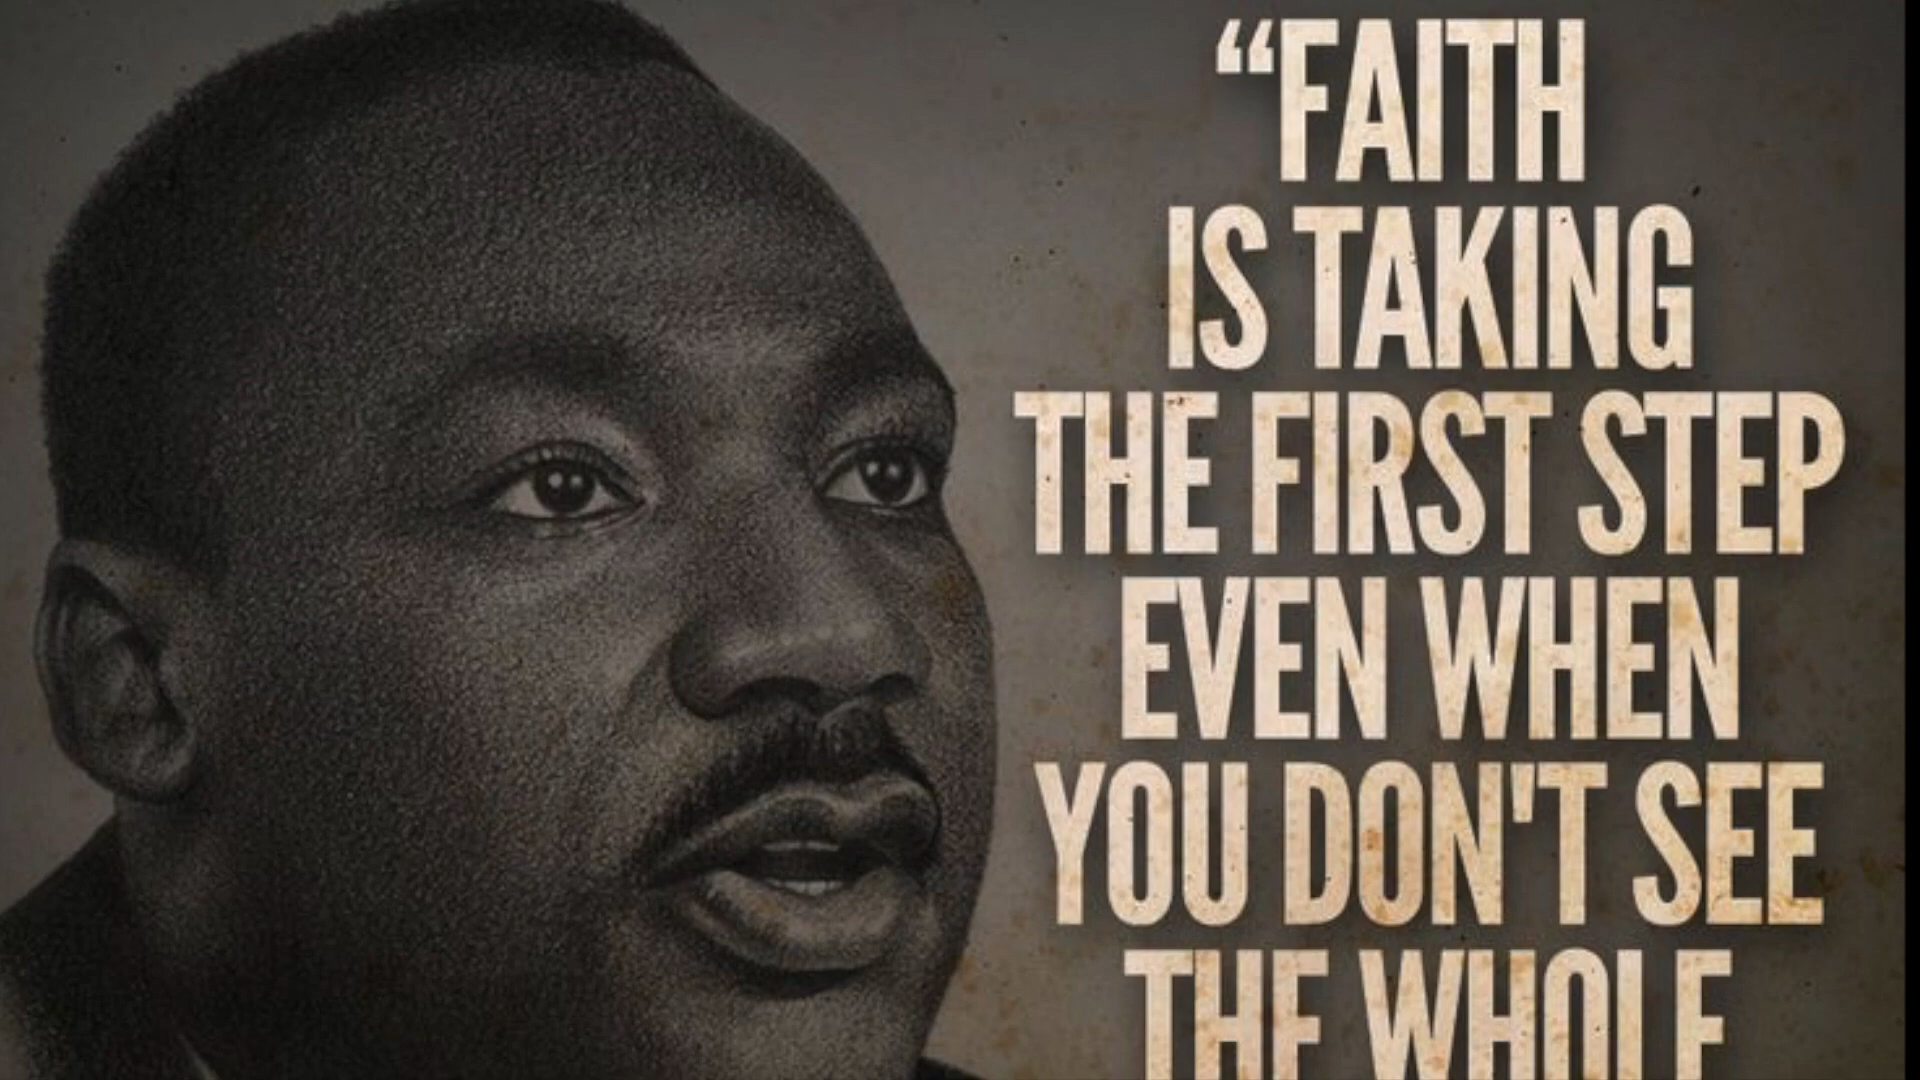 “FAITH
IS TAKING
THE FIRST STEP
EVEN WHEN
YOU DON'T SEE
THE WHOLE